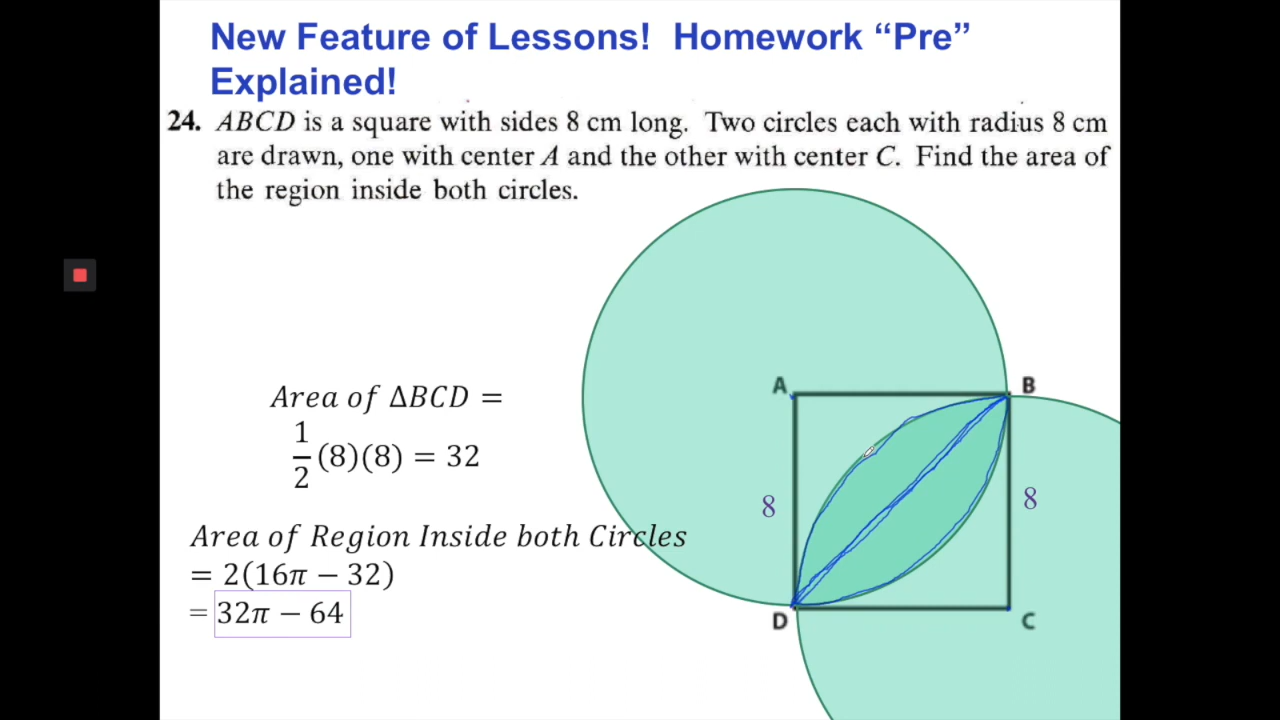 New Feature of Lessons! Homework “Pre”
Explained!
24. ABCD is a square with sides 8 cm long. Two circles each with radius 8 cm
are drawn, one with center A and the other with center C. Find the area of
the region inside both circles.
A
B
Area of ΔBCD =
1
2
(8)(8) = 32
8
8
Area of Region Inside both Circles
= 2(16π − 32)
= 32π − 64
D
C